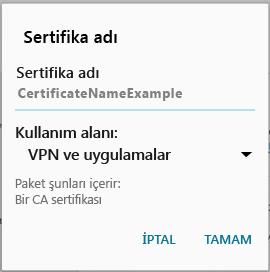 Sertifika adı
Sertifika adı
CertificateNameExample
Kullanım alanı:
VPN ve uygulamalar
Paket şunları içerir:
Bir CA sertifikası
İPTAL TAMAM